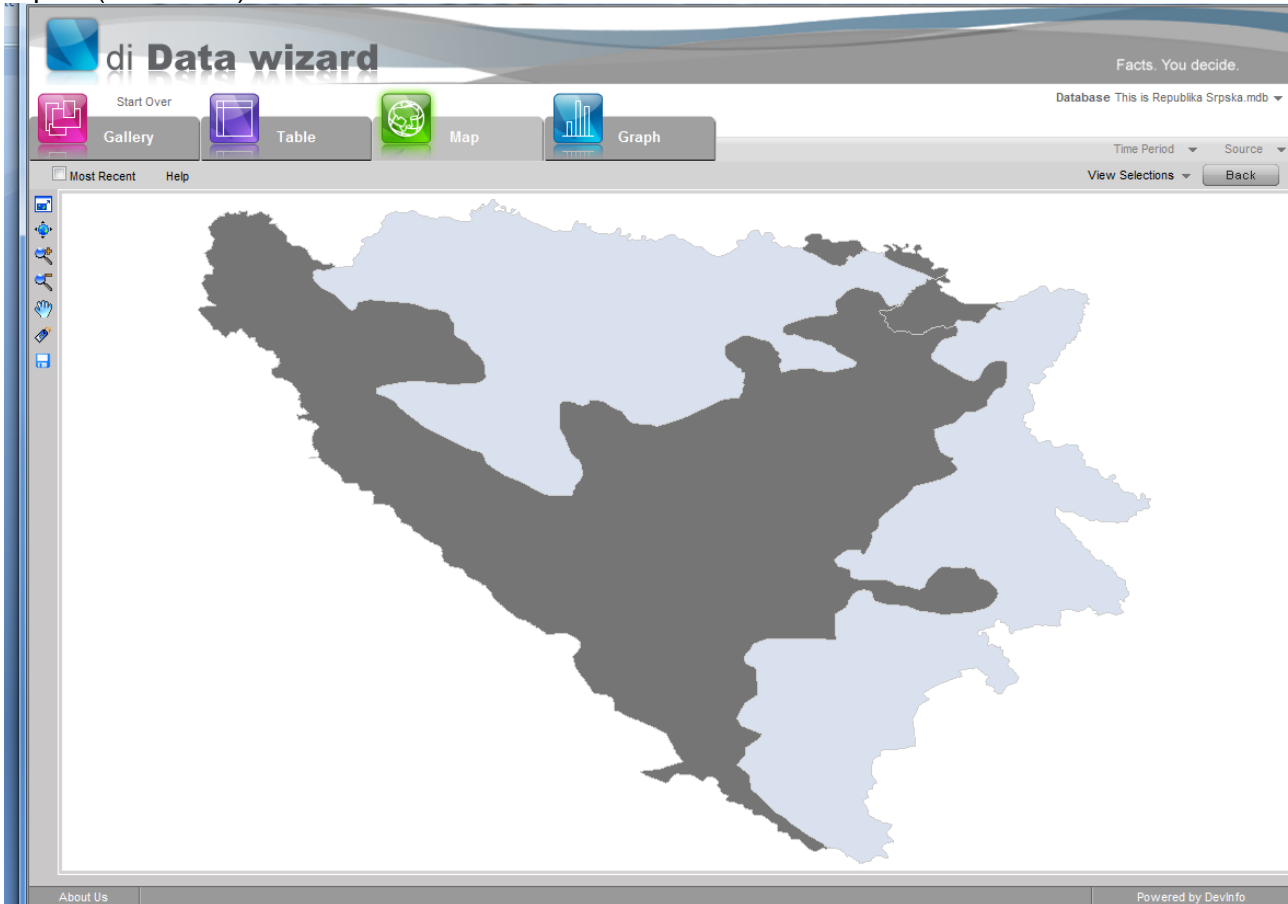 di Data wizard
Facts. You decide.
Start Over
Database This is Republika Srpska.mdb
Gallery
Table
Map
Graph
Time Period
Source
Most Recent
Help
View Selections
Back
About Us
Powered by DevInfo